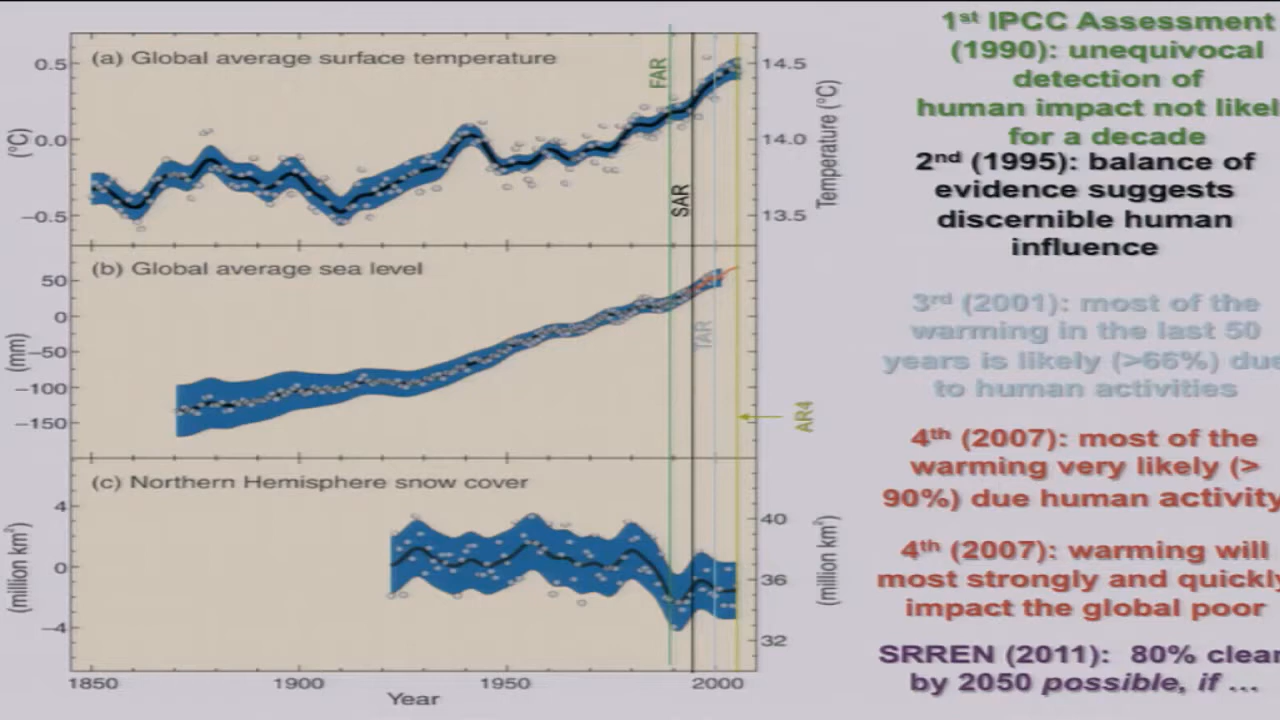 (a) Global average surface temperature
0.5
0.0
−0.5
(°C)
14.5
14.0
13.5
Temperature (°C)
FAR
SAR
(b) Global average sea level
50
0
−50
−100
−150
(mm)
TAR
AR4
(c) Northern Hemisphere snow cover
4
0
−4
(million km²)
40
36
32
(million km²)
1850
1900
1950
2000
Year
1st IPCC Assessment
(1990): unequivocal
detection of
human impact not likel
for a decade
2nd (1995): balance of
evidence suggests
discernible human
influence
3rd (2001): most of the
warming in the last 50
years is likely (>66%) due
to human activities
4th (2007): most of the
warming very likely (>
90%) due human activity
4th (2007): warming will
most strongly and quickly
impact the global poor
SRREN (2011): 80% clean
by 2050 possible, if ...